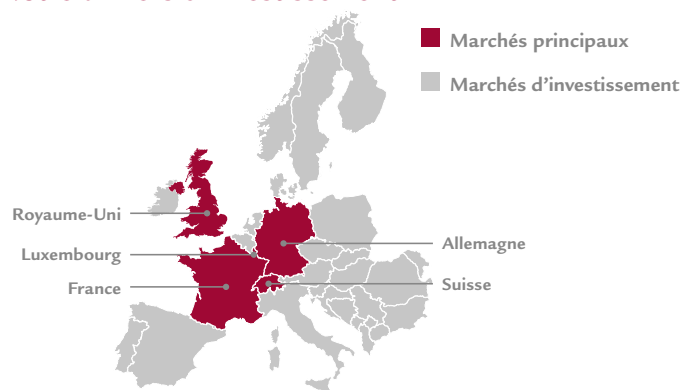 Marchés principaux
Marchés d'investissement
Royaume-Uni
Luxembourg
France
Allemagne
Suisse